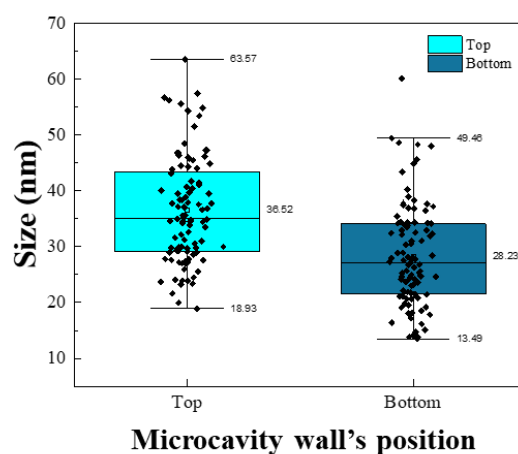 70
60
50
40
30
20
10
Size (nm)
63.57
36.52
18.93
49.46
28.23
13.49
Top
Bottom
Top
Bottom
Microcavity wall's position